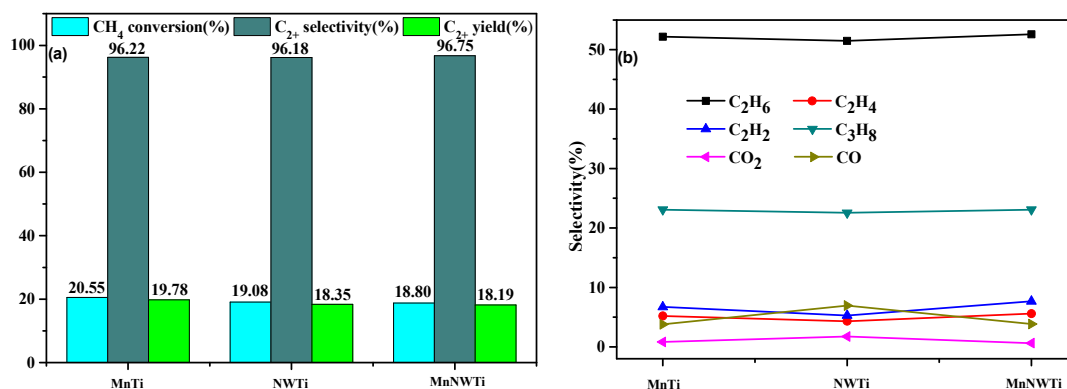 CH₄ conversion(%) C₂₊ selectivity(%) C₂₊ yield(%)
(a)
96.22 96.18 96.75
100
80
60
40
20
0
20.55 19.78 19.08 18.35 18.80 18.19
MnTi NWTi MnNWTi
(b)
Selectivity(%)
50
40
30
20
10
0
C₂H₆ C₂H₄
C₂H₂ C₃H₈
CO₂ CO
MnTi NWTi MnNWTi